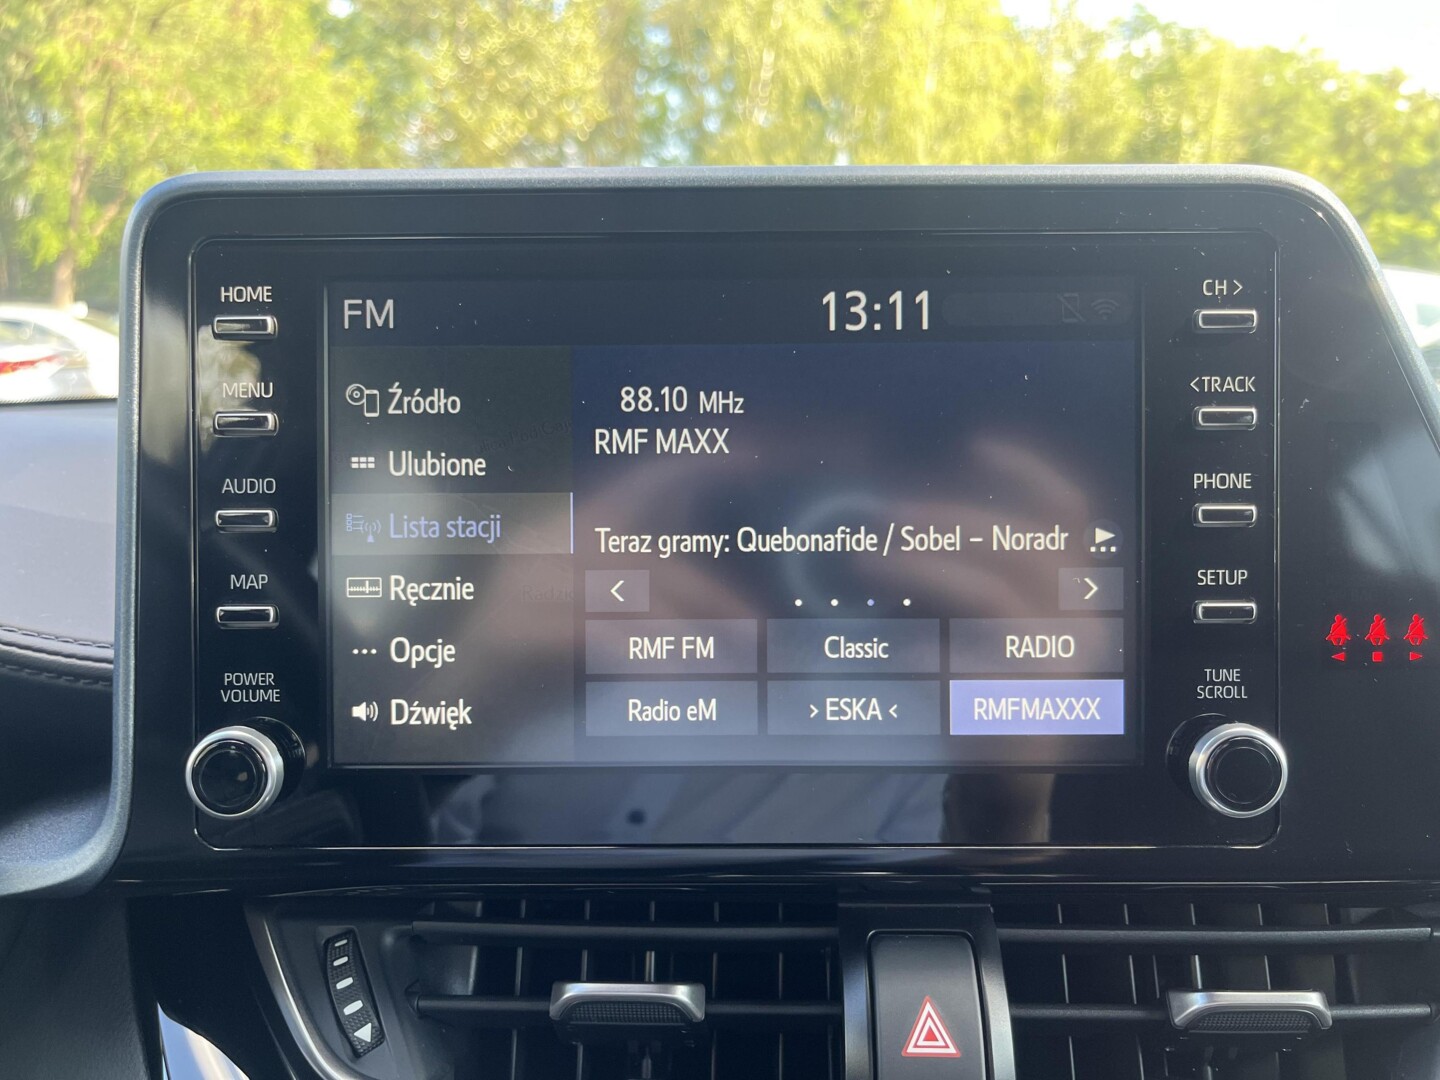 HOME
MENU
AUDIO
MAP
POWER
VOLUME
FM
13:11
Źródło
Ulubione
Lista stacji
Ręcznie
Opcje
Dźwięk
88.10 MHz
RMF MAXX
Teraz gramy: Quebonafide / Sobel – Noradr
<
>
RMF FM
Classic
RADIO
Radio eM
> ESKA <
RMFMAXXX
CH >
<TRACK
PHONE
SETUP
TUNE
SCROLL